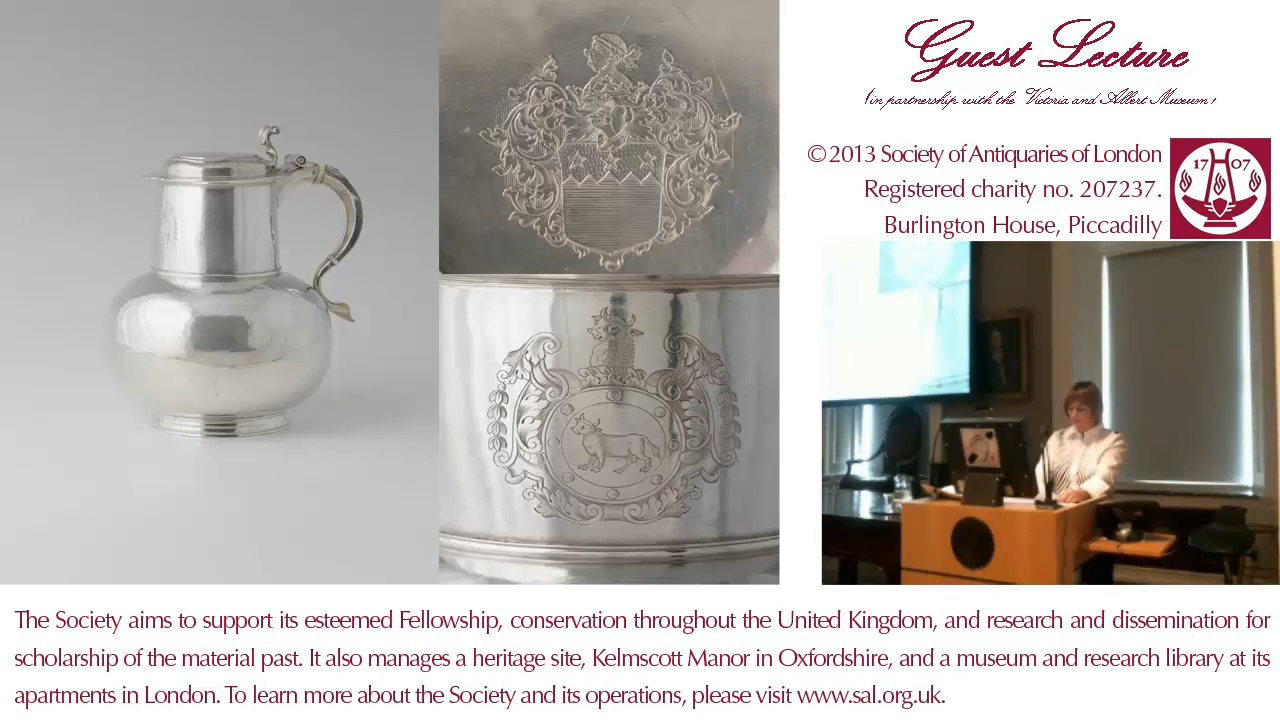 Guest Lecture
(in partnership with the Victoria and Albert Museum)
©2013 Society of Antiquaries of London
Registered charity no. 207237.
Burlington House, Piccadilly
17 07
The Society aims to support its esteemed Fellowship, conservation throughout the United Kingdom, and research and dissemination for
scholarship of the material past. It also manages a heritage site, Kelmscott Manor in Oxfordshire, and a museum and research library at its
apartments in London. To learn more about the Society and its operations, please visit www.sal.org.uk.